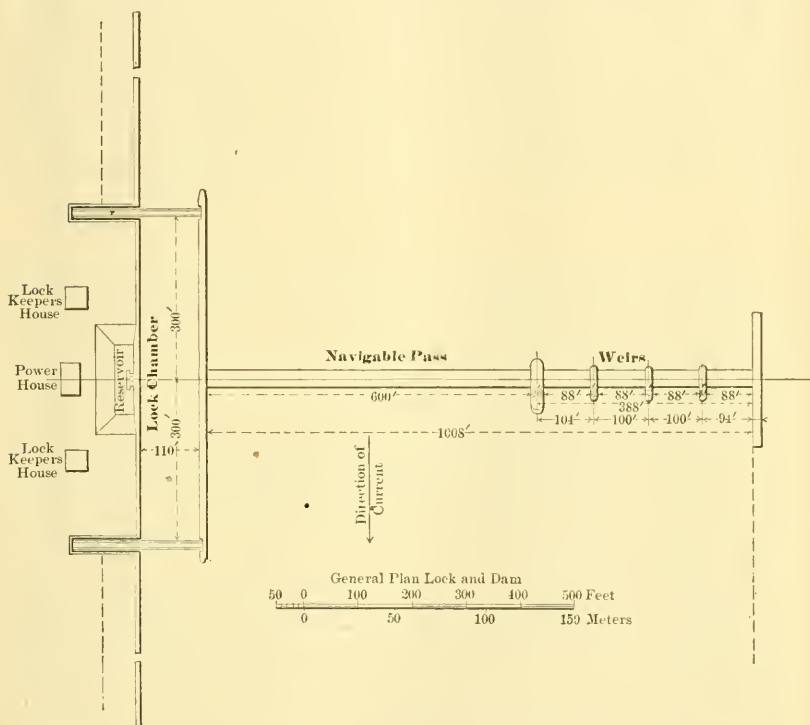 Lock
Keepers
House
Power
House
Lock
Keepers
House
Reservoir
Lock Chamber
300'
300'
110'
Navigable Pass
Weirs
600'
88'
88'
88'
88'
388'
104'
100'
100'
94'
1008'
Direction of
Current
General Plan Lock and Dam
50 0 100 200 300 400 500 Feet
0 50 100 150 Meters